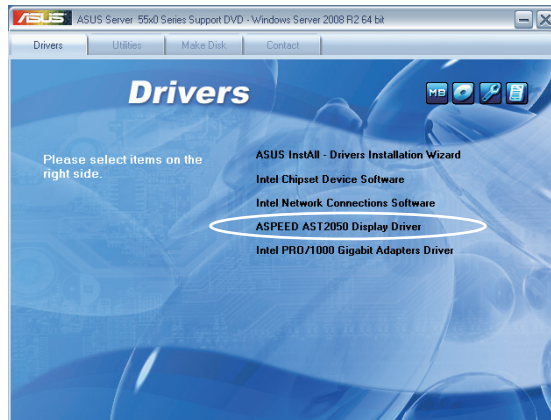 ASUS ASUS Server 55x0 Series Support DVD - Windows Server 2008 R2 64 bit
Drivers Utilities Make Disk Contact
Drivers
MB
Please select items on the
right side.
ASUS InstAll - Drivers Installation Wizard
Intel Chipset Device Software
Intel Network Connections Software
ASPEED AST2050 Display Driver
Intel PRO/1000 Gigabit Adapters Driver